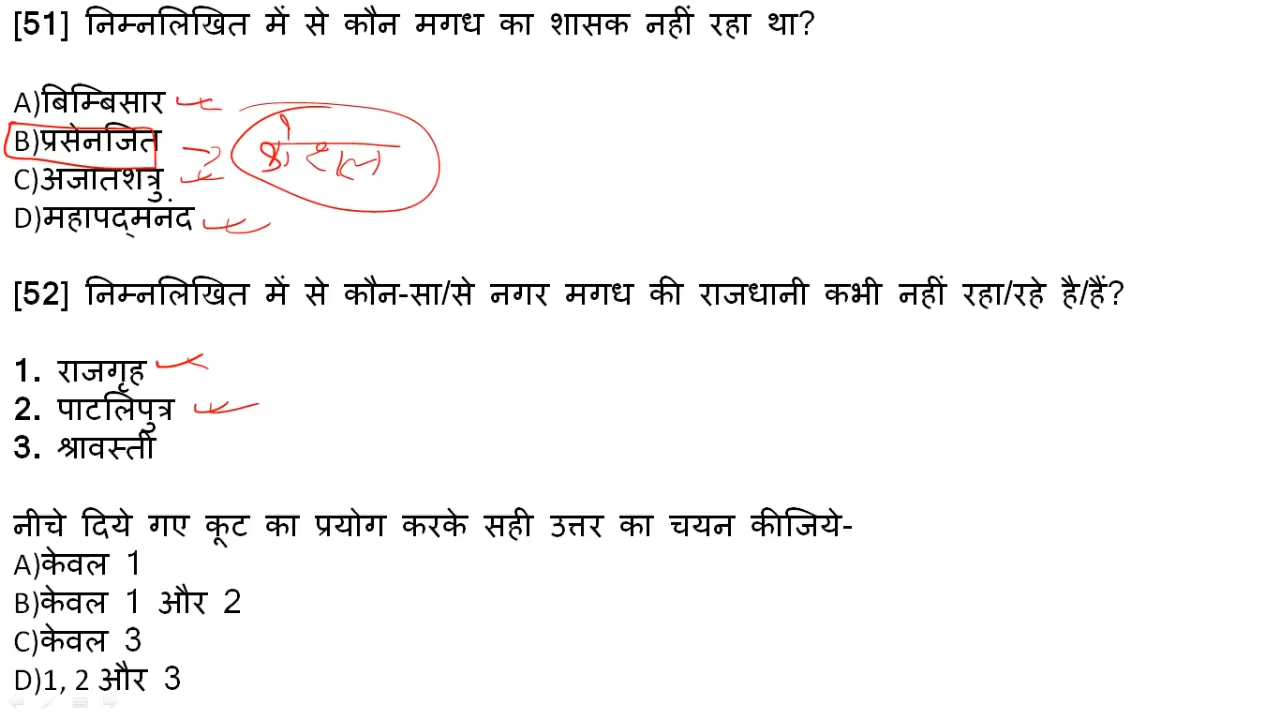 [51] निम्नलिखित में से कौन मगध का शासक नहीं रहा था?
A)बिम्बिसार
B)प्रसेनजित
कोशल
C)अजातशत्रु
D)महापद्मनंद
[52] निम्नलिखित में से कौन-सा/से नगर मगध की राजधानी कभी नहीं रहा/रहे है/हैं?
1. राजगृह
2. पाटलिपुत्र
3. श्रावस्ती
नीचे दिये गए कूट का प्रयोग करके सही उत्तर का चयन कीजिये-
A)केवल 1
B)केवल 1 और 2
C)केवल 3
D)1, 2 और 3